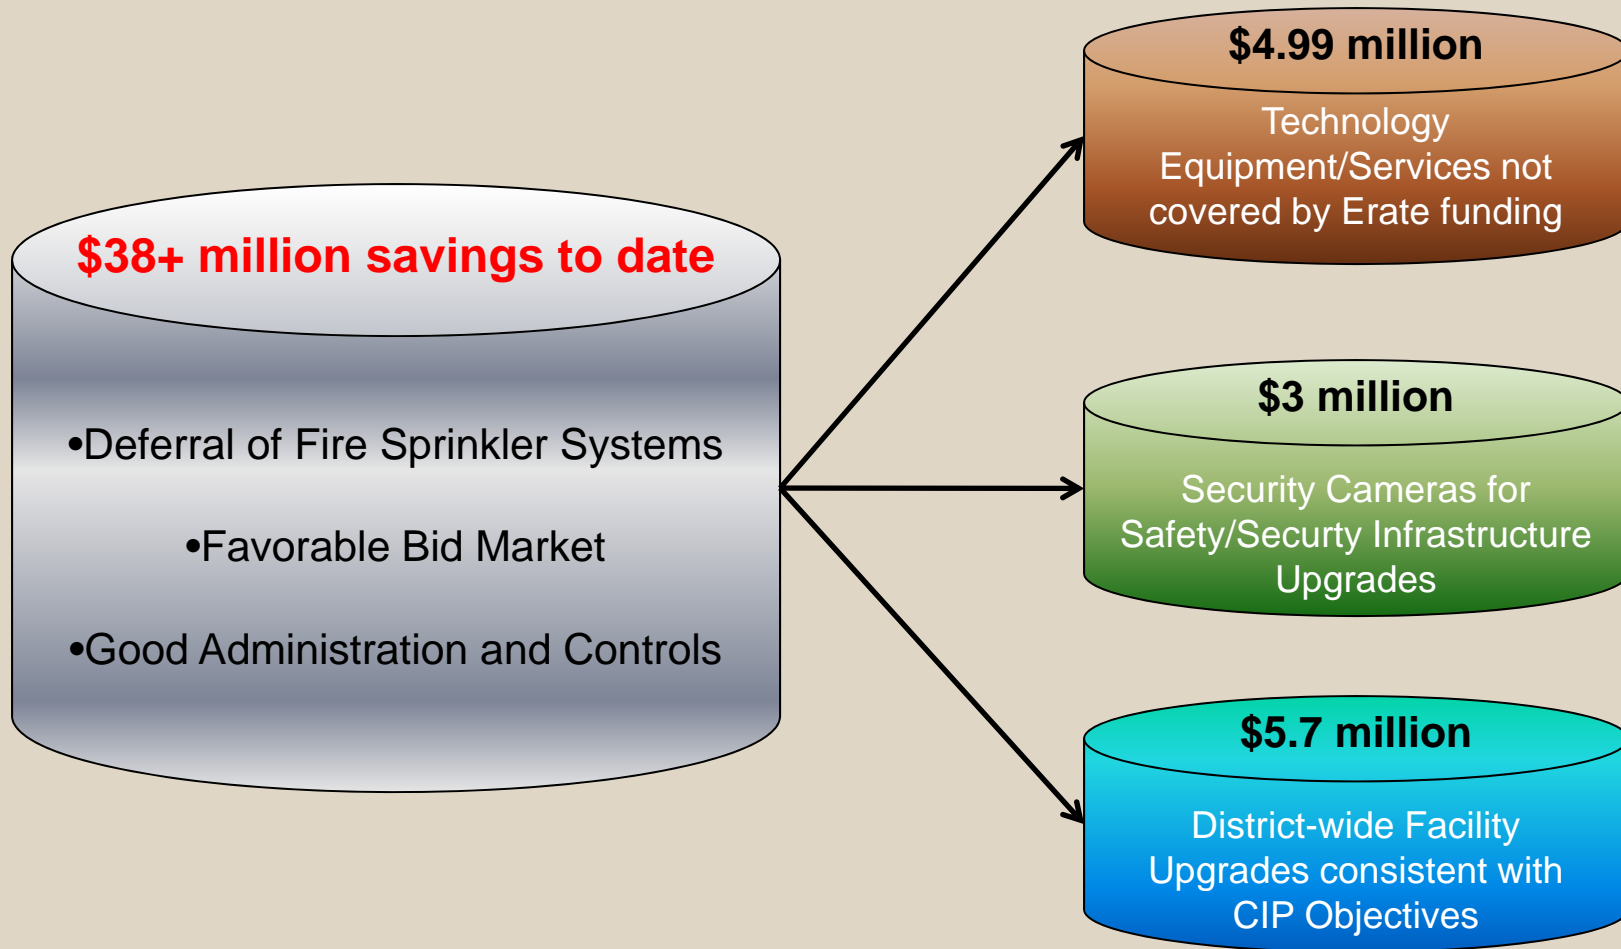 $38+ million savings to date
•Deferral of Fire Sprinkler Systems
•Favorable Bid Market
•Good Administration and Controls
$4.99 million
Technology
Equipment/Services not
covered by Erate funding
$3 million
Security Cameras for
Safety/Securty Infrastructure
Upgrades
$5.7 million
District-wide Facility
Upgrades consistent with
CIP Objectives